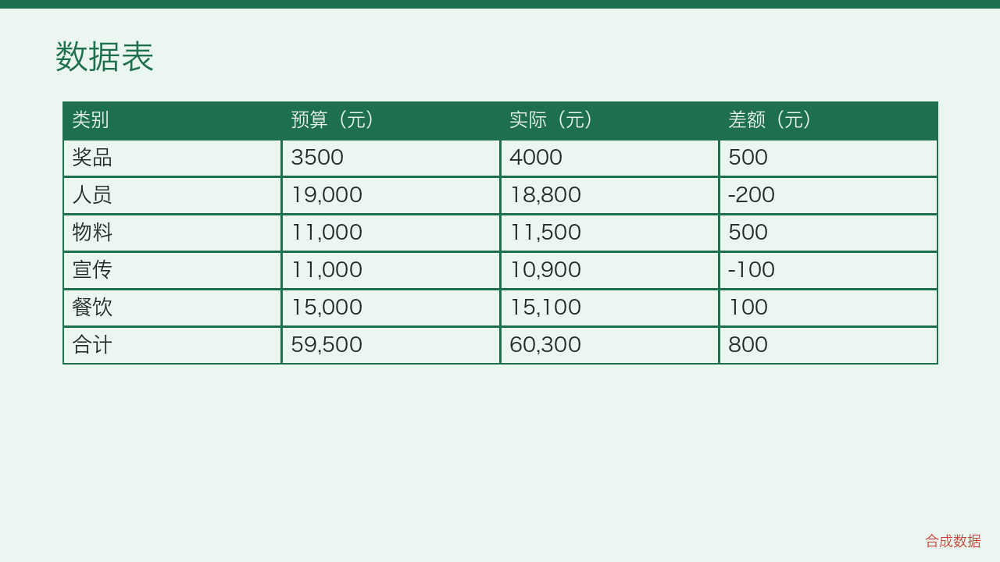 数据表
类别 预算（元） 实际（元） 差额（元）
奖品 3500 4000 500
人员 19,000 18,800 -200
物料 11,000 11,500 500
宣传 11,000 10,900 -100
餐饮 15,000 15,100 100
合计 59,500 60,300 800
合成数据